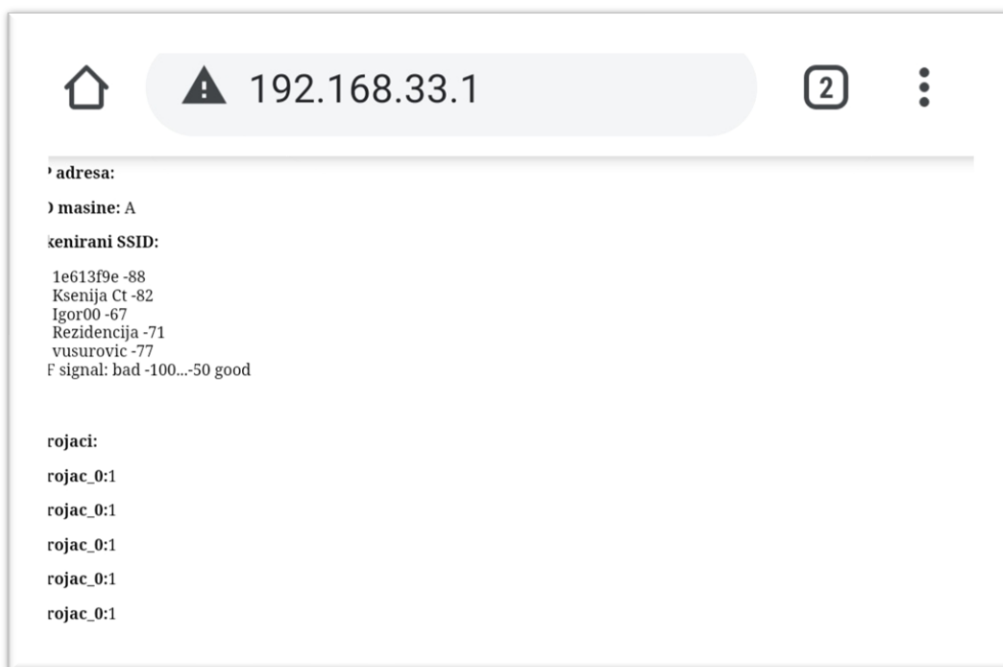 192.168.33.1
2
adresa:
masine: A
kenirani SSID:
1e613f9e -88
Ksenija Ct -82
Igor00 -67
Rezidencija -71
vusurovic -77
F signal: bad -100...-50 good
rojaci:
rojac_0:1
rojac_0:1
rojac_0:1
rojac_0:1
rojac_0:1